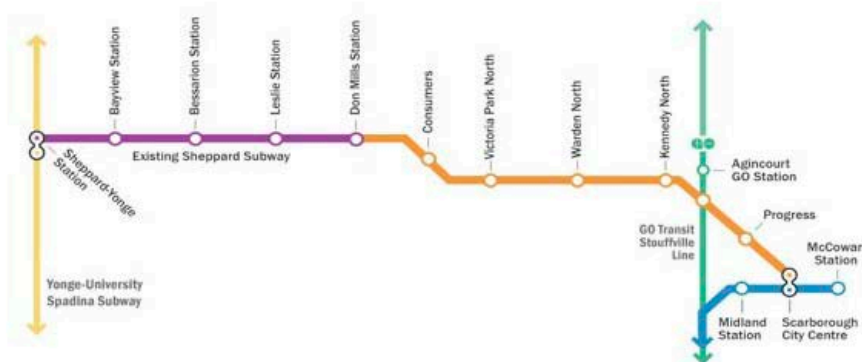 Bayview Station
Bessarion Station
Leslie Station
Don Mills Station
Consumers
Victoria Park North
Warden North
Kennedy North
Sheppard-Yonge
Station
Existing Sheppard Subway
Agincourt
GO Station
Progress
GO Transit
Stouffville
Line
McCowan
Station
Yonge-University
Spadina Subway
Midland
Station
Scarborough
City Centre